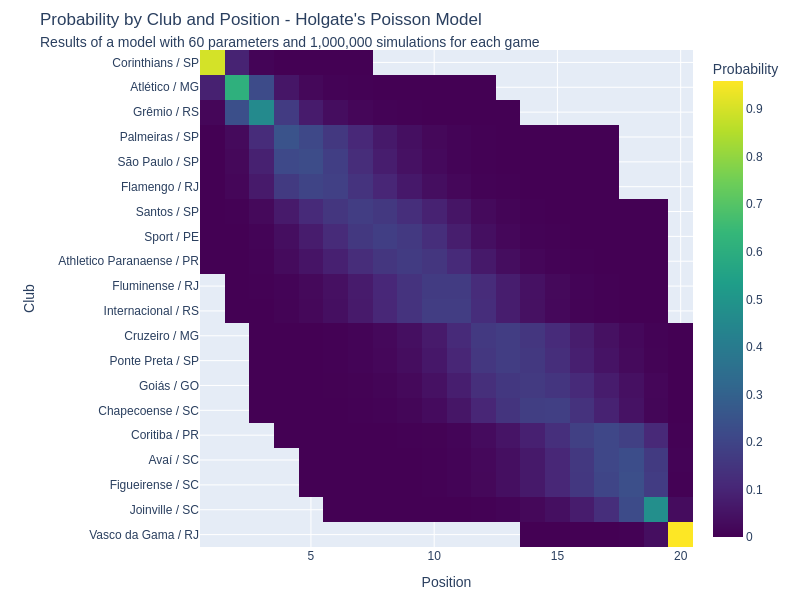 Probability by Club and Position - Holgate's Poisson Model
Results of a model with 60 parameters and 1,000,000 simulations for each game
Probability
Club
Corinthians / SP
Atlético / MG
Grêmio / RS
Palmeiras / SP
São Paulo / SP
Flamengo / RJ
Santos / SP
Sport / PE
Athletico Paranaense / PR
Fluminense / RJ
Internacional / RS
Cruzeiro / MG
Ponte Preta / SP
Goiás / GO
Chapecoense / SC
Coritiba / PR
Avaí / SC
Figueirense / SC
Joinville / SC
Vasco da Gama / RJ
5
10
15
20
Position
0.9
0.8
0.7
0.6
0.5
0.4
0.3
0.2
0.1
0